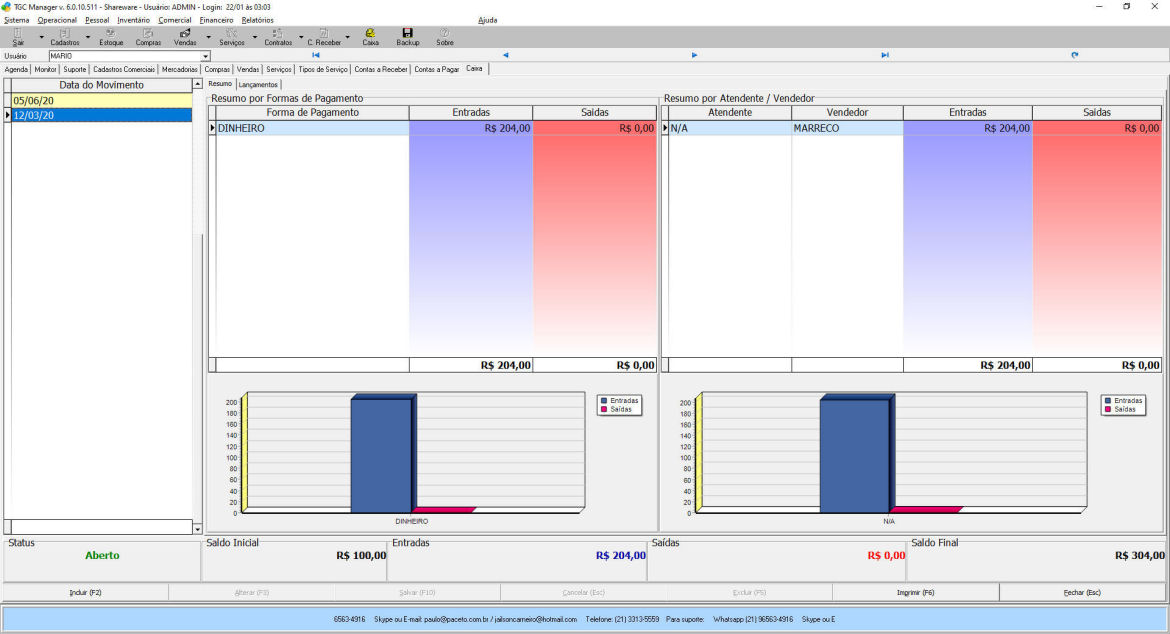 TGC Manager v. 6.0.10.511 - Shareware - Usuário: ADMIN - Login: 22/01 às 03:03
Sistema Operacional Pessoal Inventário Comercial Financeiro Relatórios Ajuda
Sair Cadastros Estoque Compras Vendas Serviços Contratos C. Receber Caixa Backup Sobre
Usuário MARIO
Agenda Monitor Suporte Cadastros Comerciais Mercadorias Compras Vendas Serviços Tipos de Serviço Contas a Receber Contas a Pagar Caixa
Data do Movimento
05/06/20
12/03/20
Resumo Lançamentos
Resumo por Formas de Pagamento
Forma de Pagamento Entradas Saídas
DINHEIRO R$ 204,00 R$ 0,00
R$ 204,00 R$ 0,00
Resumo por Atendente / Vendedor
Atendente Vendedor Entradas Saídas
N/A MARRECO R$ 204,00 R$ 0,00
R$ 204,00 R$ 0,00
200
180
160
140
120
100
80
60
40
20
0
DINHEIRO
Entradas
Saídas
200
180
160
140
120
100
80
60
40
20
0
N/A
Entradas
Saídas
Status Saldo Inicial Entradas Saídas Saldo Final
Aberto R$ 100,00 R$ 204,00 R$ 0,00 R$ 304,00
Incluir (F2) Alterar (F3) Salvar (F10) Cancelar (Esc) Excluir (F5) Imprimir (F6) Fechar (Esc)
6563-4916 Skype ou E-mail: paulo@paceto.com.br / jailsoncarneiro@hotmail.com Telefone: (21) 3313-5559 Para suporte: Whatsapp (21) 96563-4916 Skype ou E